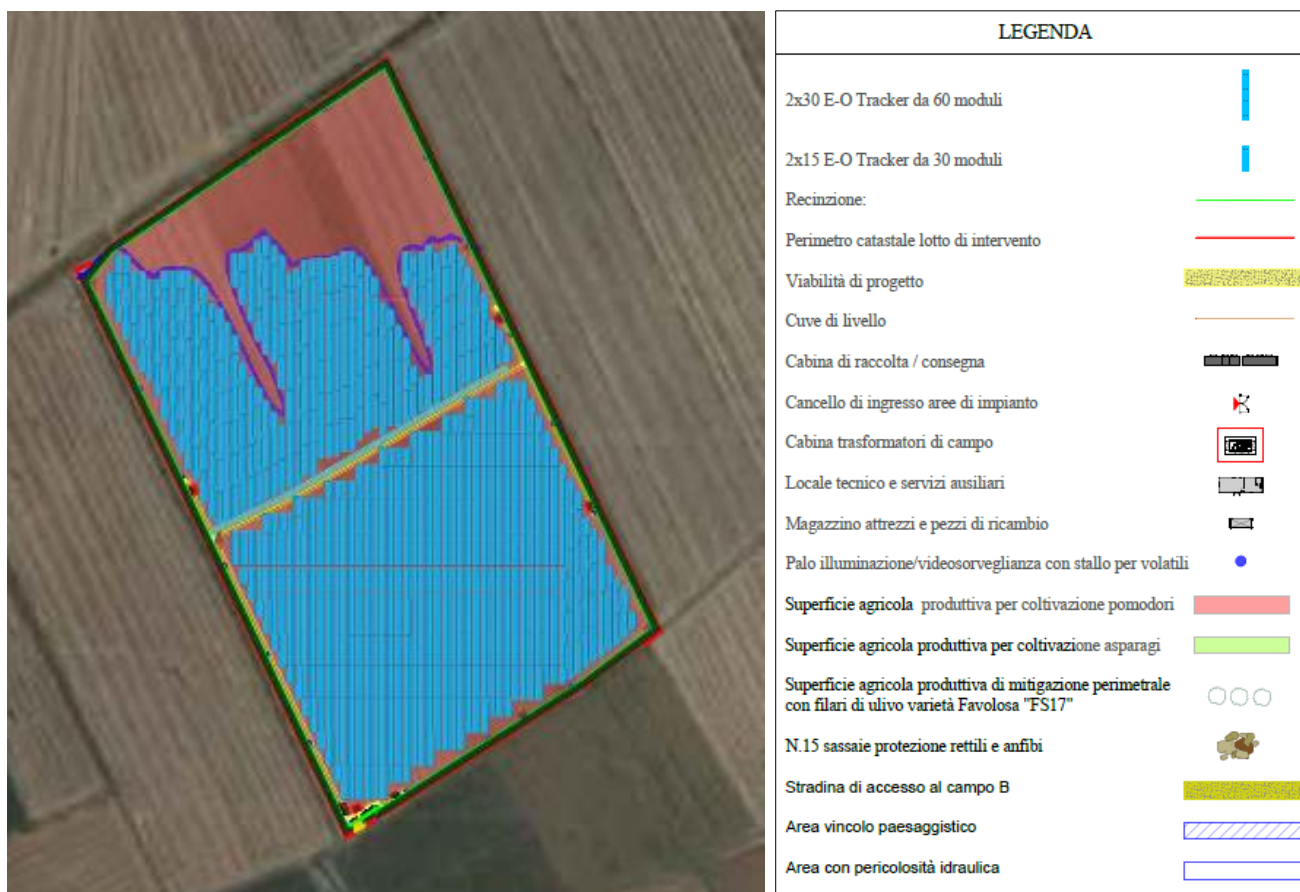 LEGENDA
2x30 E-O Tracker da 60 moduli
2x15 E-O Tracker da 30 moduli
Recinzione:
Perimetro catastale lotto di intervento
Viabilità di progetto
Cuve di livello
Cabina di raccolta / consegna
Cancello di ingresso aree di impianto
Cabina trasformatori di campo
Locale tecnico e servizi ausiliari
Magazzino attrezzi e pezzi di ricambio
Palo illuminazione/videosorveglianza con stallo per volatili
Superficie agricola produttiva per coltivazione pomodori
Superficie agricola produttiva per coltivazione asparagi
Superficie agricola produttiva di mitigazione perimetrale
con filari di ulivo varietà Favolosa "FS17"
N.15 sassaie protezione rettili e anfibi
Stradina di accesso al campo B
Area vincolo paesaggistico
Area con pericolosità idraulica